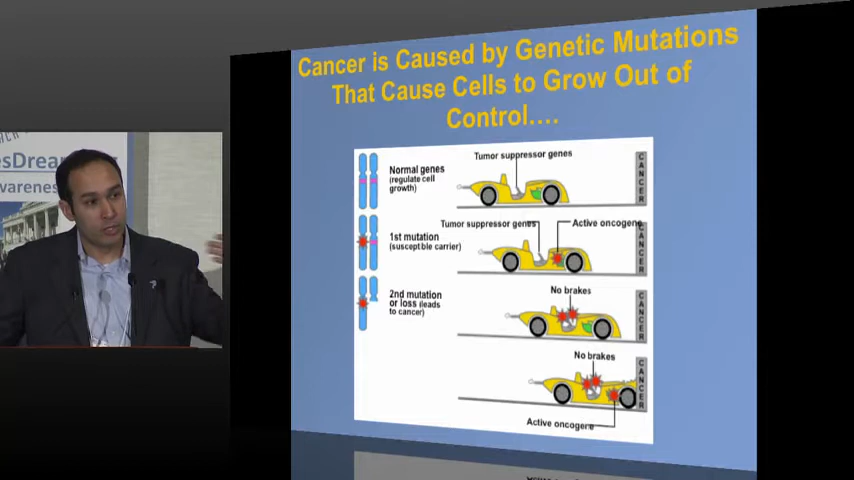 Cancer is Caused by Genetic Mutations
That Cause Cells to Grow Out of
Control....
Normal genes
(regulate cell
growth)
Tumor suppressor genes
CANCER
1st mutation
(susceptible carrier)
Tumor suppressor genes
Active oncogene
CANCER
2nd mutation
or loss (leads
to cancer)
No brakes
CANCER
No brakes
CANCER
Active oncogene
esDrea
warenes